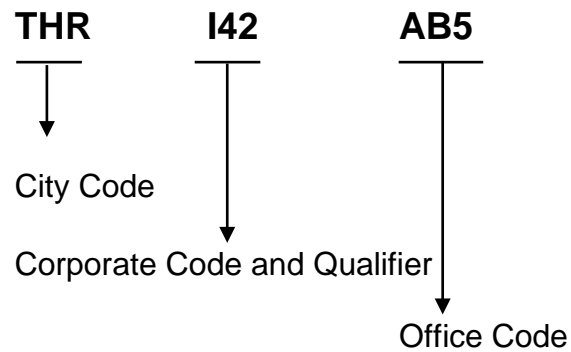 THR I42 AB5
City Code
Corporate Code and Qualifier
Office Code